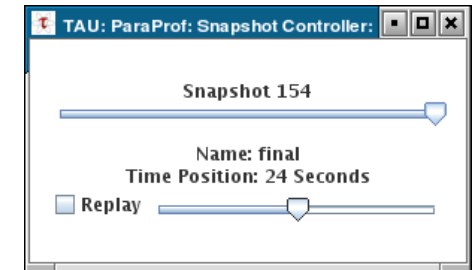 TAU: ParaProf: Snapshot Controller:
Snapshot 154
Name: final
Time Position: 24 Seconds
Replay